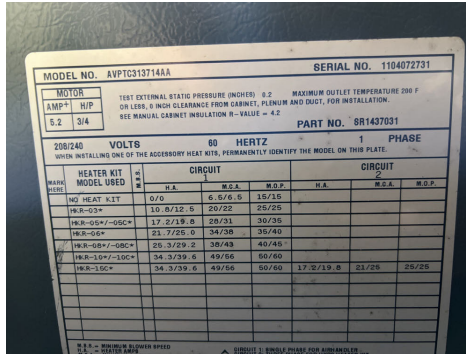 MODEL NO. AVPTC313714AA SERIAL NO. 1104072731
MOTOR
AMP+ H/P
5.2 3/4
TEST EXTERNAL STATIC PRESSURE (INCHES) 0.2 MAXIMUM OUTLET TEMPERATURE 200 F
OR LESS, 0 INCH CLEARANCE FROM CABINET, PLENUM AND DUCT, FOR INSTALLATION.
SEE MANUAL CABINET INSULATION R-VALUE = 4.2
PART NO. SR1437031
208/240 VOLTS 60 HERTZ 1 PHASE
WHEN INSTALLING ONE OF THE ACCESSORY HEAT KITS, PERMANENTLY IDENTIFY THE MODEL ON THIS PLATE.
MARK HERE HEATER KIT MODEL USED M.B.S. CIRCUIT 1 CIRCUIT 2
H.A. M.C.A. M.O.P. H.A. M.C.A. M.O.P.
NO HEAT KIT 0/0 6.5/6.5 15/15
HKR-03* 10.8/12.5 20/22 25/25
HKR-05*/-05C* 17.2/19.8 28/31 30/35
HKR-06* 21.7/25.0 34/38 35/40
HKR-08*/-08C* 25.3/29.2 38/43 40/45
HKR-10*/-10C* 34.3/39.6 49/56 50/60
HKR-15C* 34.3/39.6 49/56 50/60 17.2/19.8 21/25 25/25
M.B.S.= MINIMUM BLOWER SPEED
H.A. = HEATER AMPS
CIRCUIT 1: SINGLE PHASE FOR AIRHANDLER